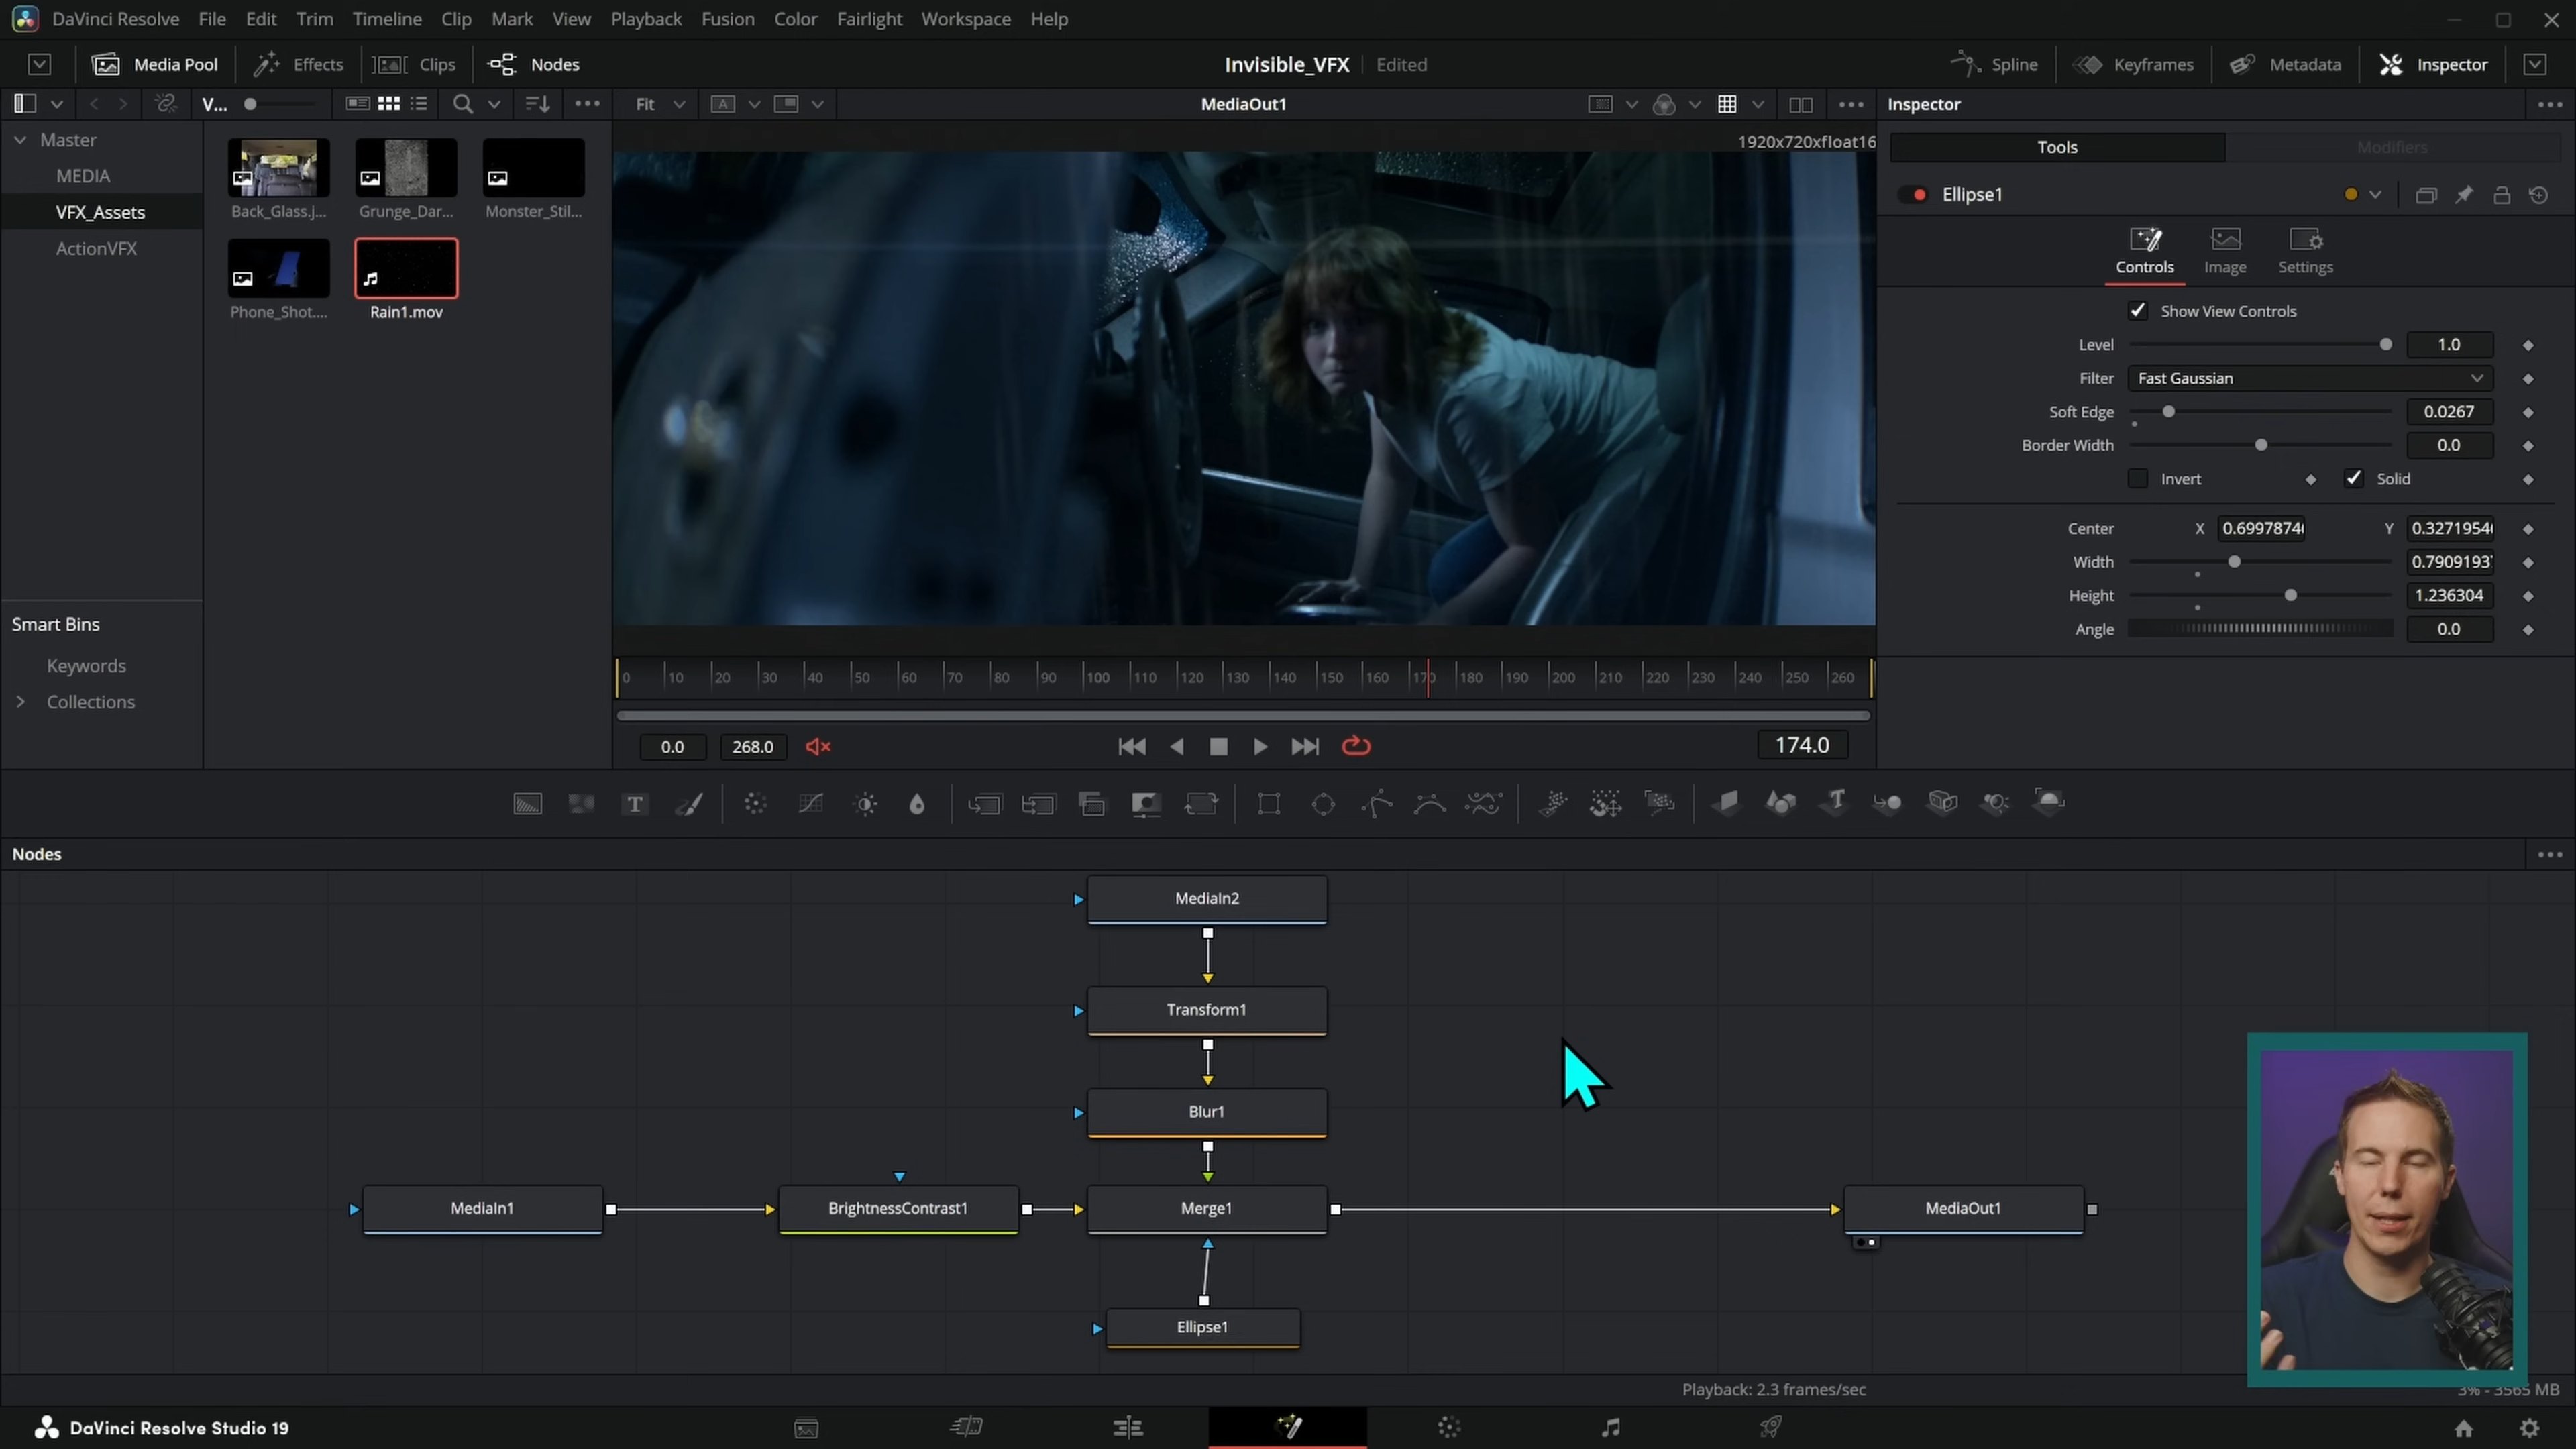 DaVinci Resolve File Edit Trim Timeline Clip Mark View Playback Fusion Color Fairlight Workspace Help
Media Pool Effects Clips Nodes Invisible_VFX Edited Spline Keyframes Metadata Inspector
V... Fit A MediaOut1 Inspector
Master
MEDIA
VFX_Assets
ActionVFX
Back_Glass.j... Grunge_Dar... Monster_Stil...
Phone_Shot.... Rain1.mov
Smart Bins
Keywords
Collections
1920x720xfloat16
0 10 20 30 40 50 60 70 80 90 100 110 120 130 140 150 160 170 180 190 200 210 220 230 240 250 260
0.0 268.0 174.0
Tools Modifiers
Ellipse1
Controls Image Settings
Show View Controls
Level 1.0
Filter Fast Gaussian
Soft Edge 0.0267
Border Width 0.0
Invert Solid
Center X 0.6997874 Y 0.3271954
Width 0.7909193
Height 1.236304
Angle 0.0
T T
Nodes
MediaIn2
Transform1
Blur1
MediaIn1 BrightnessContrast1 Merge1 MediaOut1
Ellipse1
Playback: 2.3 frames/sec 3% - 3565 MB
DaVinci Resolve Studio 19